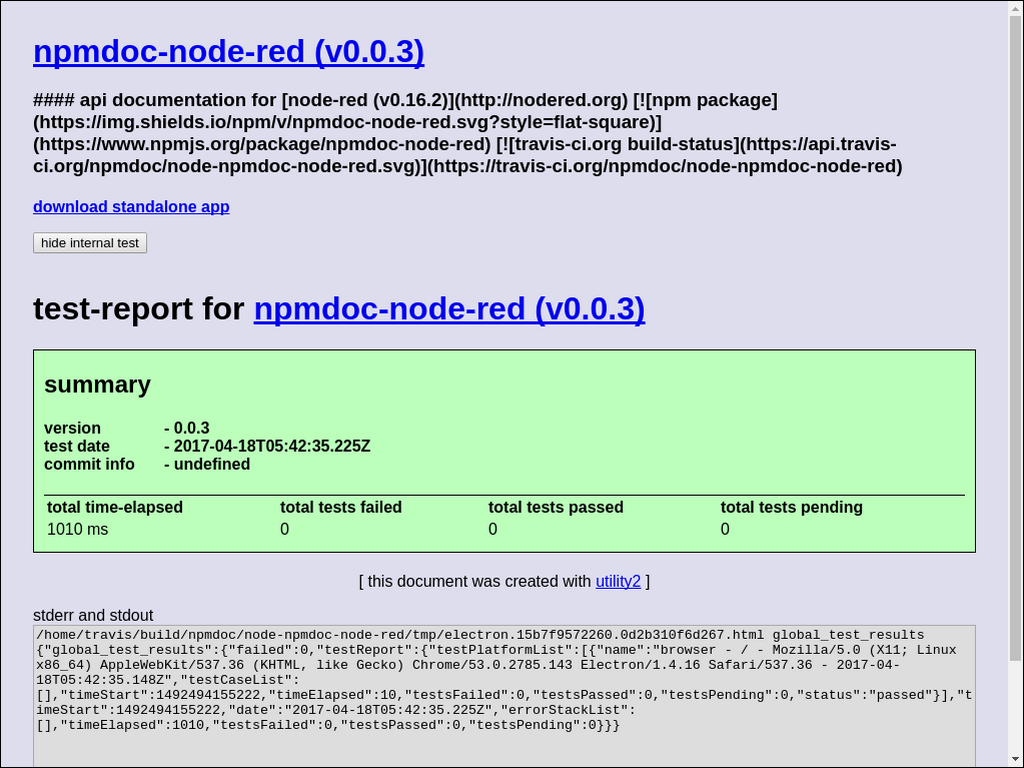 npmdoc-node-red (v0.0.3)
#### api documentation for [node-red (v0.16.2)](http://nodered.org) [![npm package]
(https://img.shields.io/npm/v/npmdoc-node-red.svg?style=flat-square)]
(https://www.npmjs.org/package/npmdoc-node-red) [![travis-ci.org build-status](https://api.travis-
ci.org/npmdoc/node-npmdoc-node-red.svg)](https://travis-ci.org/npmdoc/node-npmdoc-node-red)
download standalone app
hide internal test
test-report for npmdoc-node-red (v0.0.3)
summary
version - 0.0.3
test date - 2017-04-18T05:42:35.225Z
commit info - undefined
total time-elapsed total tests failed total tests passed total tests pending
1010 ms 0 0 0
[ this document was created with utility2 ]
stderr and stdout
/home/travis/build/npmdoc/node-npmdoc-node-red/tmp/electron.15b7f9572260.0d2b310f6d267.html global_test_results
{"global_test_results":{"failed":0,"testReport":{"testPlatformList":[{"name":"browser - / - Mozilla/5.0 (X11; Linux
x86_64) AppleWebKit/537.36 (KHTML, like Gecko) Chrome/53.0.2785.143 Electron/1.4.16 Safari/537.36 - 2017-04-
18T05:42:35.148Z","testCaseList":
[],"timeStart":1492494155222,"timeElapsed":10,"testsFailed":0,"testsPassed":0,"testsPending":0,"status":"passed"}],"t
imeStart":1492494155222,"date":"2017-04-18T05:42:35.225Z","errorStackList":
[],"timeElapsed":1010,"testsFailed":0,"testsPassed":0,"testsPending":0}}}